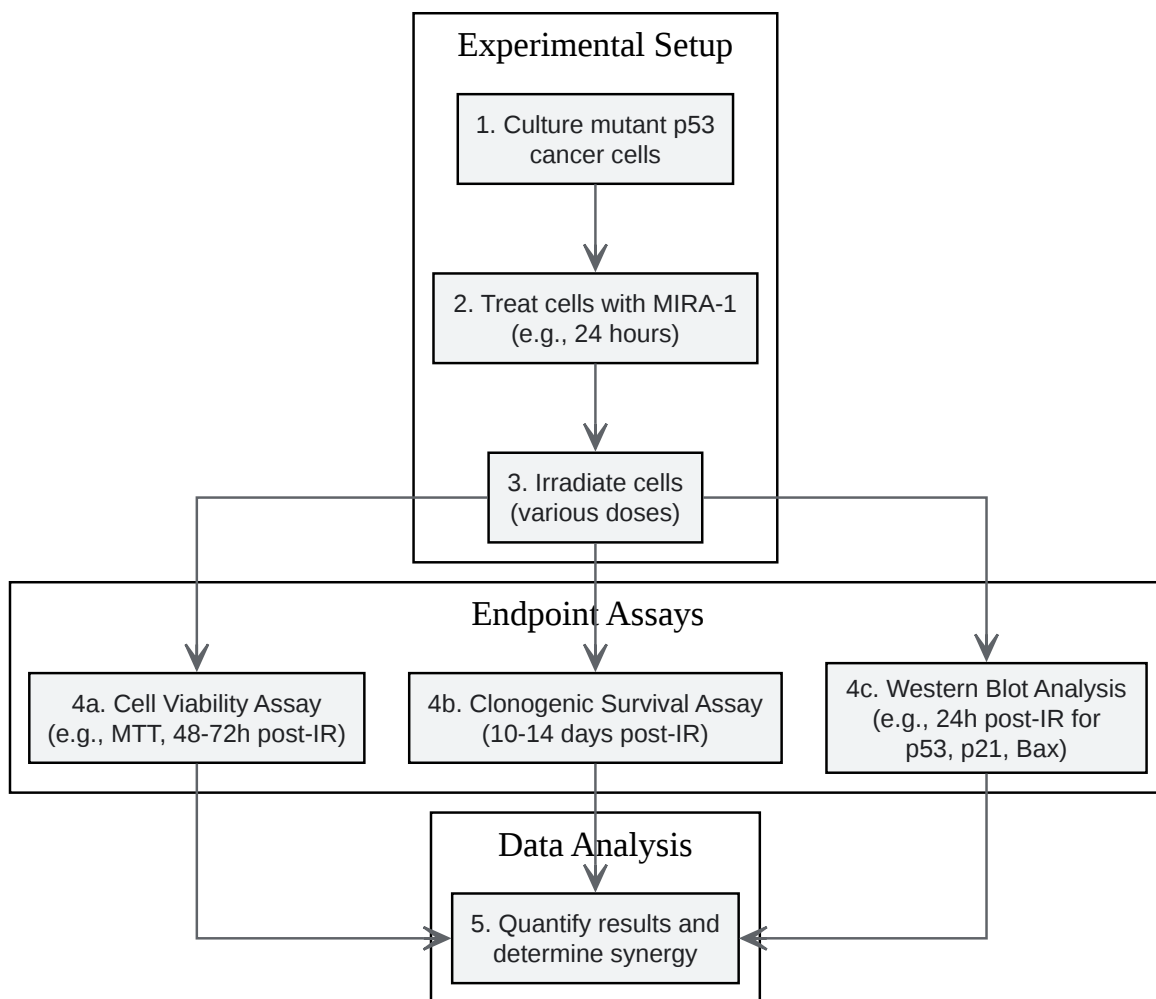 Experimental Setup
1. Culture mutant p53
cancer cells
2. Treat cells with MIRA-1
(e.g., 24 hours)
3. Irradiate cells
(various doses)
Endpoint Assays
4a. Cell Viability Assay
(e.g., MTT, 48-72h post-IR)
4b. Clonogenic Survival Assay
(10-14 days post-IR)
4c. Western Blot Analysis
(e.g., 24h post-IR for
p53, p21, Bax)
Data Analysis
5. Quantify results and
determine synergy